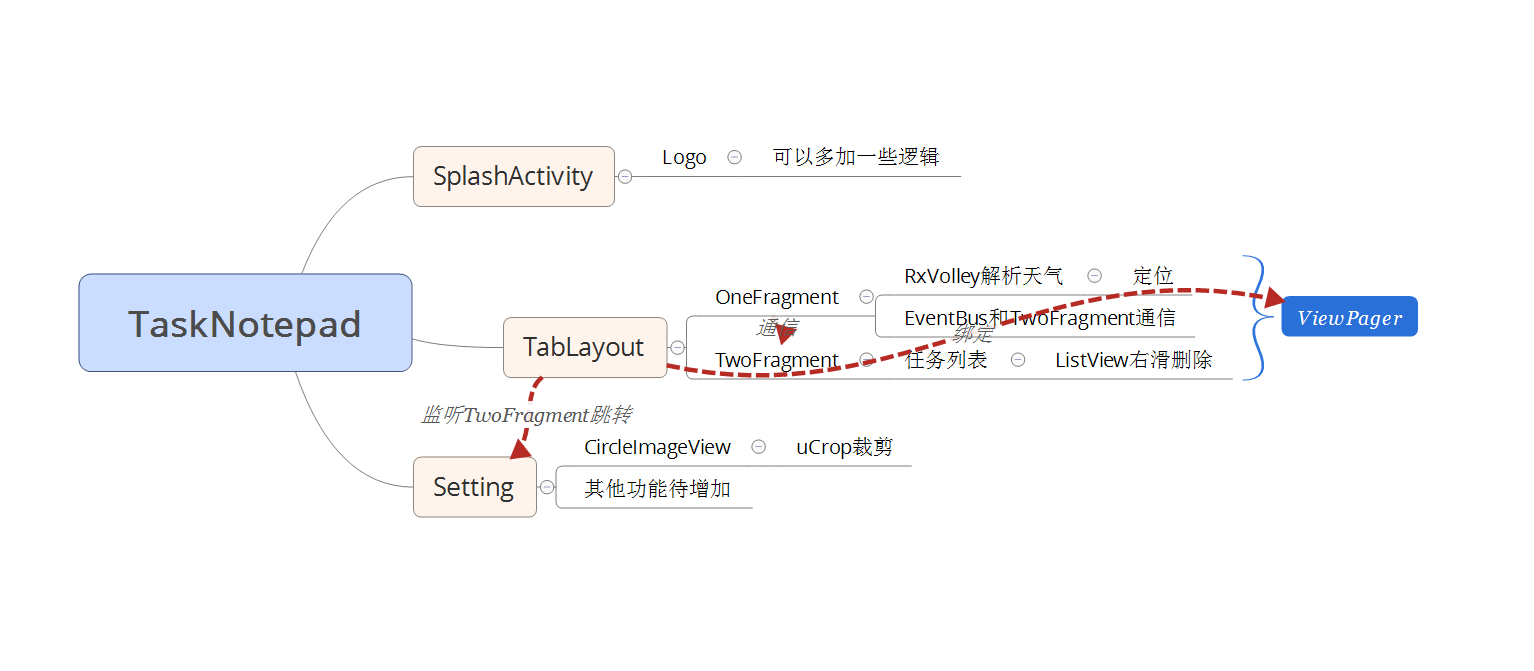 Logo
可以多加一些逻辑
SplashActivity
RxVolley解析天气
定位
OneFragment
TaskNotepad
EventBus和TwoFragment通信
ViewPager
通信
绑定
TabLayout
TwoFragment
任务列表
ListView右滑删除
监听TwoFragment跳转
CircleImageView
uCrop裁剪
Setting
其他功能待增加